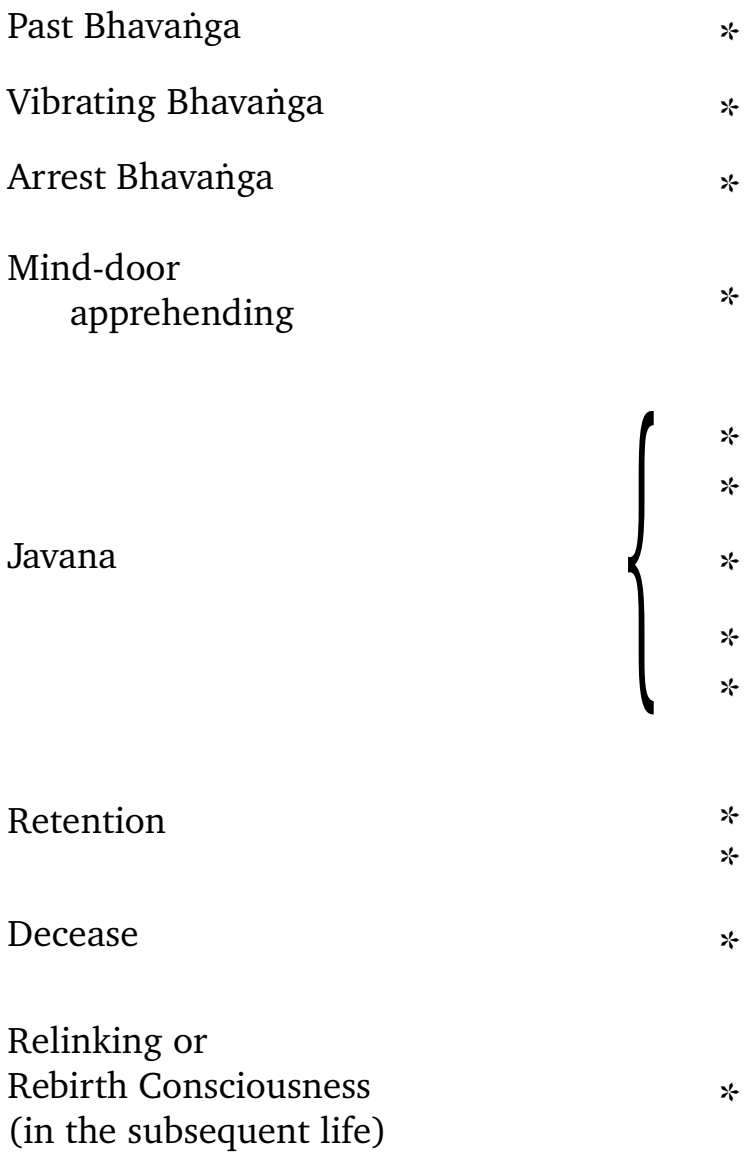 Past Bhavaṅga *
Vibrating Bhavaṅga *
Arrest Bhavaṅga *
Mind-door
apprehending *
*
*
Javana { *
*
*
Retention *
*
Decease *
Relinking or
Rebirth Consciousness *
(in the subsequent life)